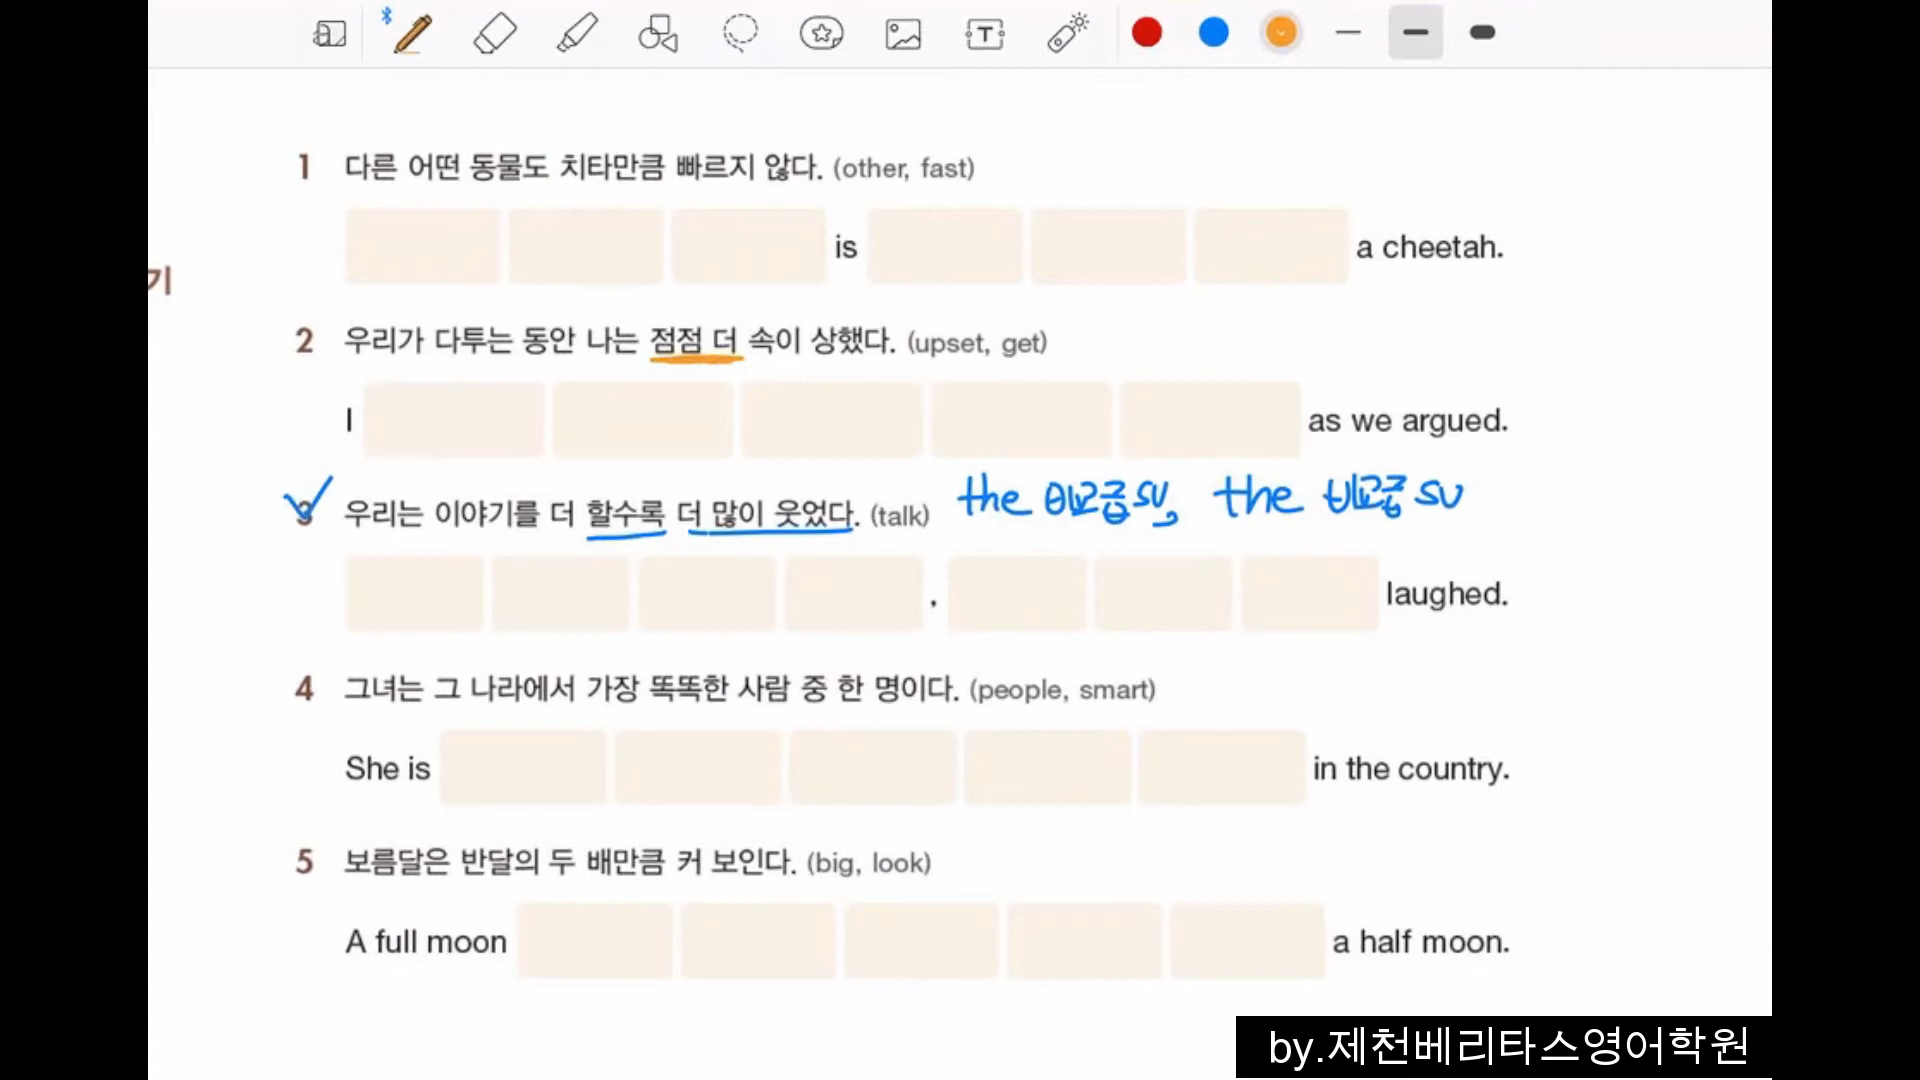 1 다른 어떤 동물도 치타만큼 빠르지 않다. (other, fast)
is a cheetah.
기
2 우리가 다투는 동안 나는 점점 더 속이 상했다. (upset, get)
I as we argued.
3 우리는 이야기를 더 할수록 더 많이 웃었다. (talk) the 비교급 SV, the 비교급 SV
, laughed.
4 그녀는 그 나라에서 가장 똑똑한 사람 중 한 명이다. (people, smart)
She is in the country.
5 보름달은 반달의 두 배만큼 커 보인다. (big, look)
A full moon a half moon.
by.제천베리타스영어학원